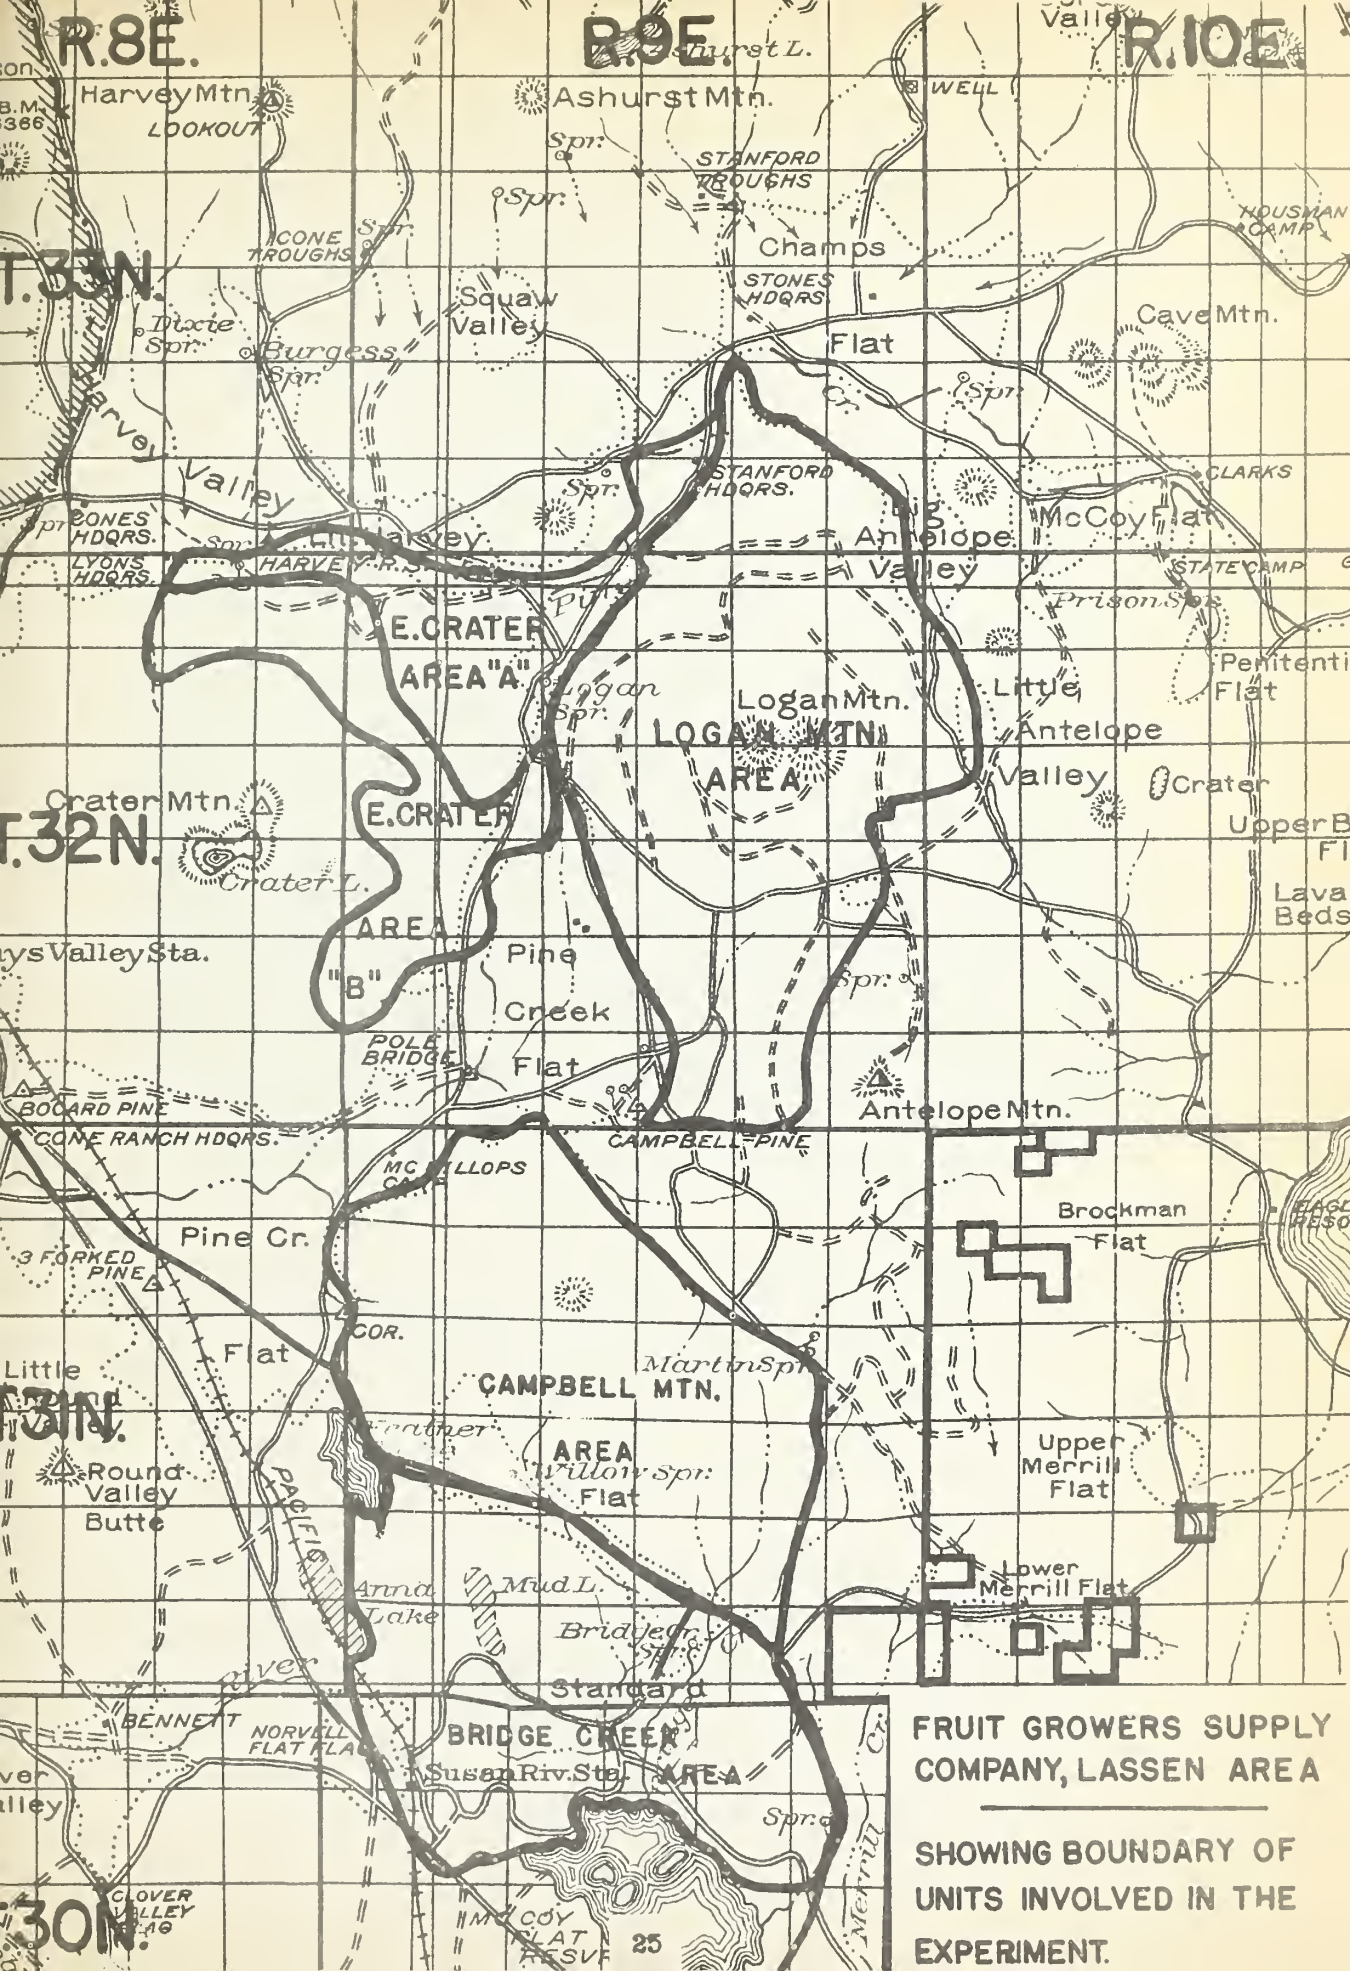 R.8E.
R.9E.
R.10E.
Valley
Ashurst L.
Harvey Mtn.
LOOKOUT
B.M.
Ashurst Mtn.
WELL
Spr.
STANFORD
TROUGHS
Spr.
HOUSMAN
CAMP
CONE
TROUGHS
Spr.
Champs
T.33N.
STONES
HDQRS.
Squaw
Valley
Cave Mtn.
Dixie
Spr.
Flat
Burgess
Spr.
Cr.
Spr.
Harvey
Valley
STANFORD
HDQRS.
CLARKS
Spr.
Spr.
CONES
HDQRS.
Big
Antelope
Valley
McCoy Flat
Spr.
Harvey
LYONS
HDQRS.
HARVEY R.S.
STATE CAMP
Prison Spr.
E.CRATER
AREA "A"
Penitenti
Flat
Logan
Spr.
Logan Mtn.
Little
Antelope
Valley
LOGAN MTN.
AREA
Crater
Crater Mtn.
T.32N.
E.CRATER
Upper B
Fl
Crater L.
Lava
Beds
AREA
"B"
ys Valley Sta.
Pine
Creek
Flat
Spr.
POLE
BRIDGE
BOGARD PINE
Antelope Mtn.
CONE RANCH HDQRS.
CAMPBELL PINE
Pine Cr.
Brockman
Flat
3 FORKED
PINE
COR.
Flat
Little
Round
Valley
Martin Spr.
T.31N.
CAMPBELL MTN.
AREA
Willow Spr.
Flat
Upper
Merrill
Flat
Round
Valley
Butte
PACIFIC
Anna
Lake
Mud L.
Lower
Merrill Flat
Bridge Cr.
Spr.
Standard
River
BENNETT
NORVELL
FLAT FLAG
BRIDGE CREEK
AREA
Susan Riv. Sta.
Spr.
Merrill
Cr.
CLOVER
VALLEY
FLAG
30N.
McCOY
FLAT
25
FRUIT GROWERS SUPPLY
COMPANY, LASSEN AREA
SHOWING BOUNDARY OF
UNITS INVOLVED IN THE
EXPERIMENT.